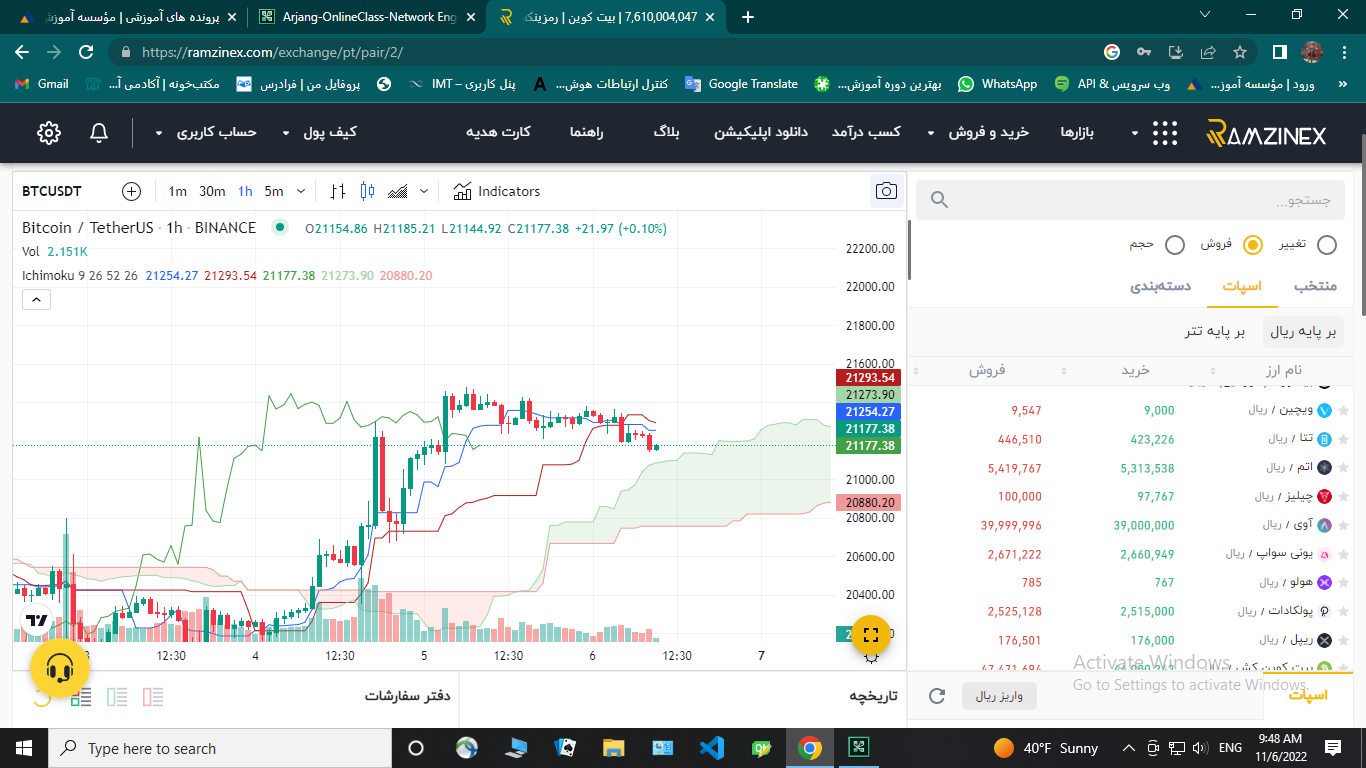 پرونده های آموزشی | مؤسسه آموزش
Arjang-OnlineClass-Network Eng
7,610,004,047 | بیت کوین | رمزینکس
https://ramzinex.com/exchange/pt/pair/2/
Gmail
مکتب‌خونه | آکادمی آ...
پروفایل من | فرادرس
پنل کاربری – IMT
کنترل ارتباطات هوش...
Google Translate
بهترین دوره آموزش...
WhatsApp
وب سرویس & API
ورود | مؤسسه آموز...
RAMZINEX
بازارها
خرید و فروش
کسب درآمد
دانلود اپلیکیشن
بلاگ
راهنما
کارت هدیه
کیف پول
حساب کاربری
BTCUSDT 1m 30m 1h 5m Indicators
Bitcoin / TetherUS · 1h · BINANCE O21154.86 H21185.21 L21144.92 C21177.38 +21.97 (+0.10%)
Vol 2.151K
Ichimoku 9 26 52 26 21254.27 21293.54 21177.38 21273.90 20880.20
22200.00
22000.00
21800.00
21600.00
21293.54
21273.90
21254.27
21177.38
21177.38
21000.00
20880.20
20800.00
20600.00
20400.00
3 12:30 4 12:30 5 12:30 6 12:30 7
دفتر سفارشات
تاریخچه
جستجو...
تغییر فروش حجم
منتخب اسپات دسته‌بندی
بر پایه ریال بر پایه تتر
نام ارز خرید فروش
ویچین / ریال 9,000 9,547
تتا / ریال 423,226 446,510
اتم / ریال 5,313,538 5,419,767
چیلیز / ریال 97,767 100,000
آوی / ریال 39,000,000 39,999,996
یونی سواپ / ریال 2,660,949 2,671,222
هولو / ریال 767 785
پولکادات / ریال 2,515,000 2,525,128
ریپل / ریال 176,000 176,501
بیت کوین کش /
Activate Windows
Go to Settings to activate Windows.
اسپات
واریز ریال
Type here to search
40°F Sunny
ENG
9:48 AM
11/6/2022